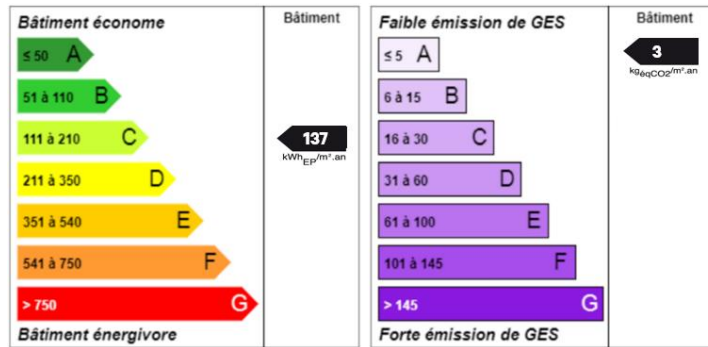 Bâtiment économe
Bâtiment
≤ 50 A
51 à 110 B
111 à 210 C
137
kWhEP/m².an
211 à 350 D
351 à 540 E
541 à 750 F
> 750 G
Bâtiment énergivore
Faible émission de GES
Bâtiment
≤ 5 A
3
kgéqCO2/m².an
6 à 15 B
16 à 30 C
31 à 60 D
61 à 100 E
101 à 145 F
> 145 G
Forte émission de GES